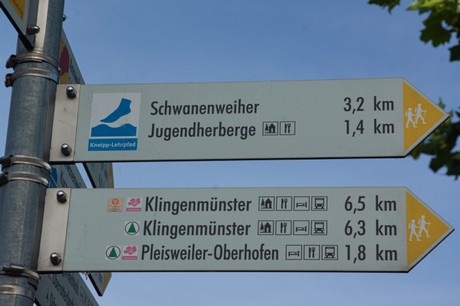 Schwanenweiher 3,2 km
Jugendherberge 1,4 km
Kneipp-Lehrpfad
Klingenmünster 6,5 km
Klingenmünster 6,3 km
Pleisweiler-Oberhofen 1,8 km